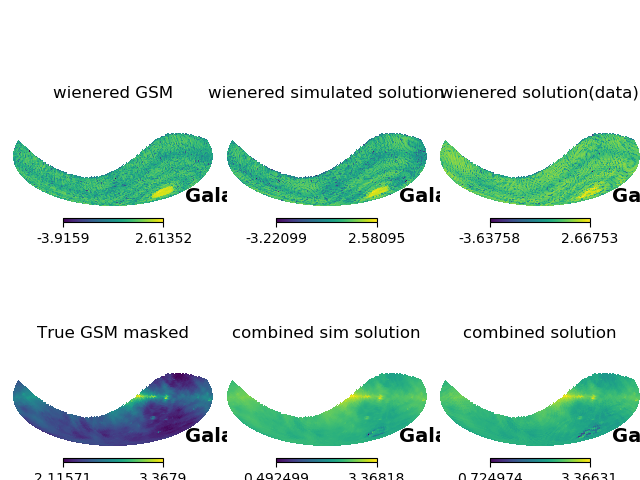 wienered GSM wienered simulated solution wienered solution(data)
Gala Gala Ga
-3.9159 2.61352 -3.22099 2.58095 -3.63758 2.66753
True GSM masked combined sim solution combined solution
Gala Gala Ga
2.11571 3.3679 0.492499 3.36818 0.724974 3.36631